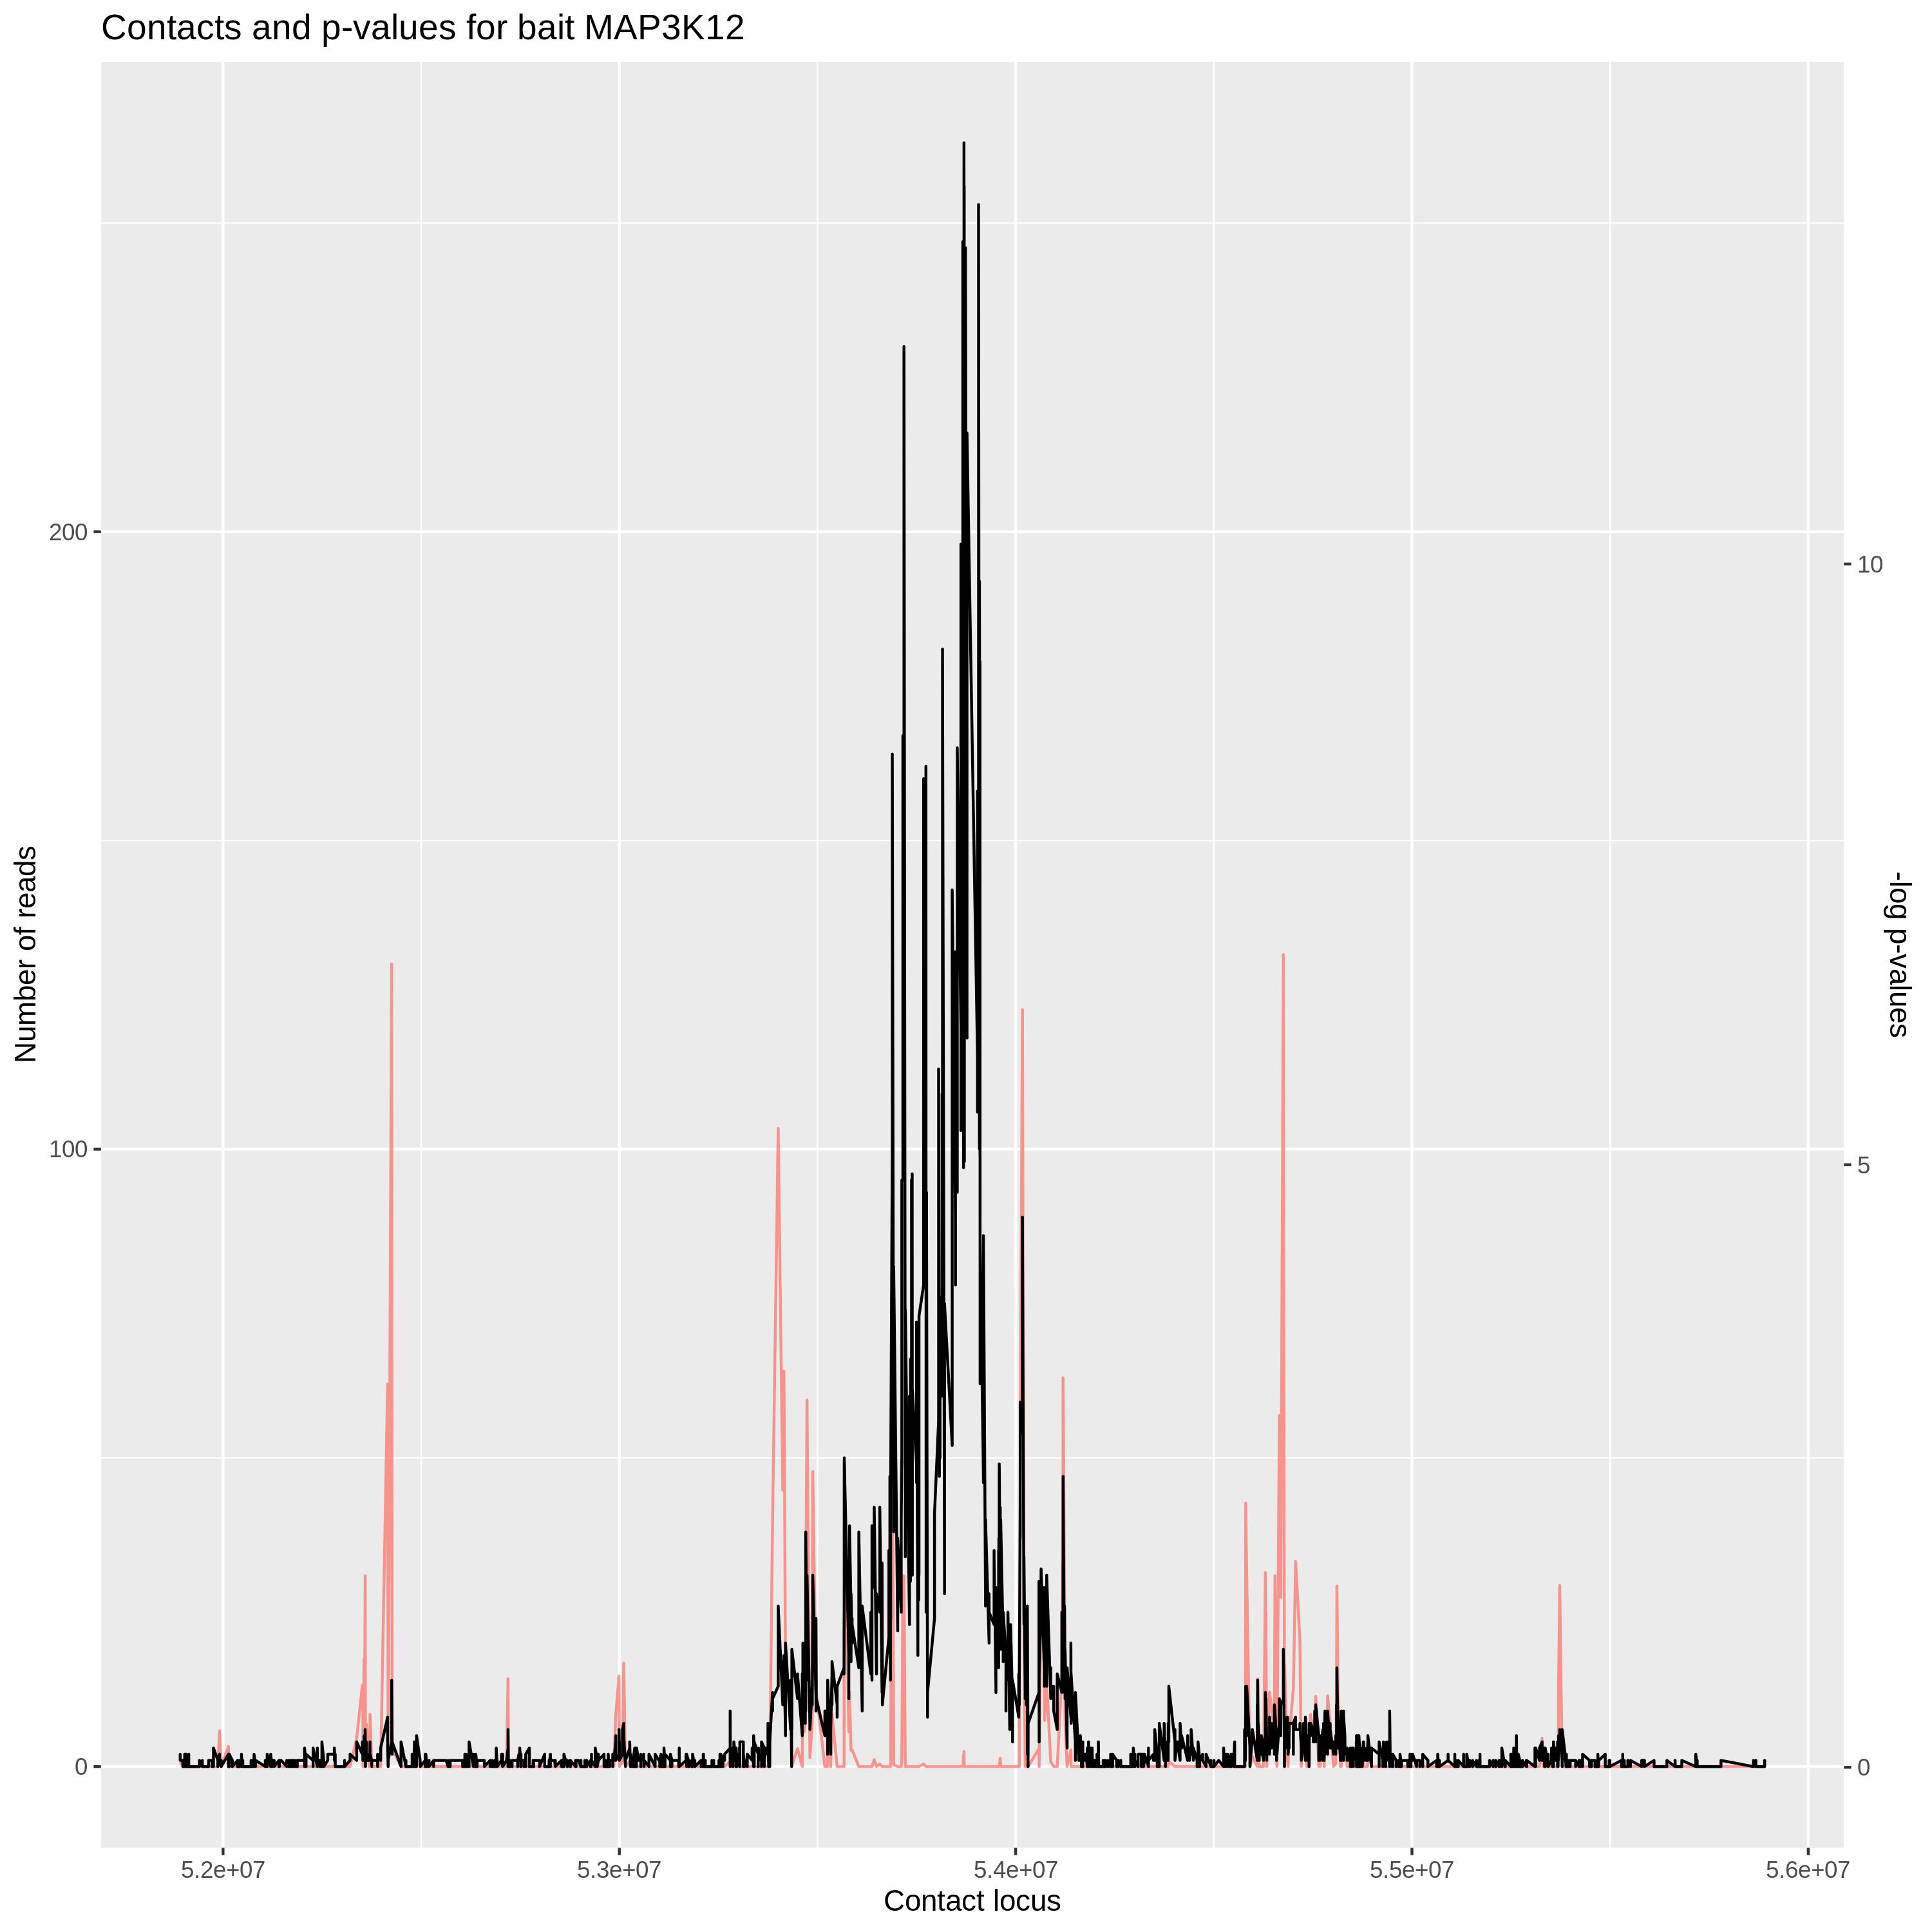 Contacts and p-values for bait MAP3K12
Number of reads
200
100
0
10
5
0
-log p-values
5.2e+07
5.3e+07
5.4e+07
5.5e+07
5.6e+07
Contact locus